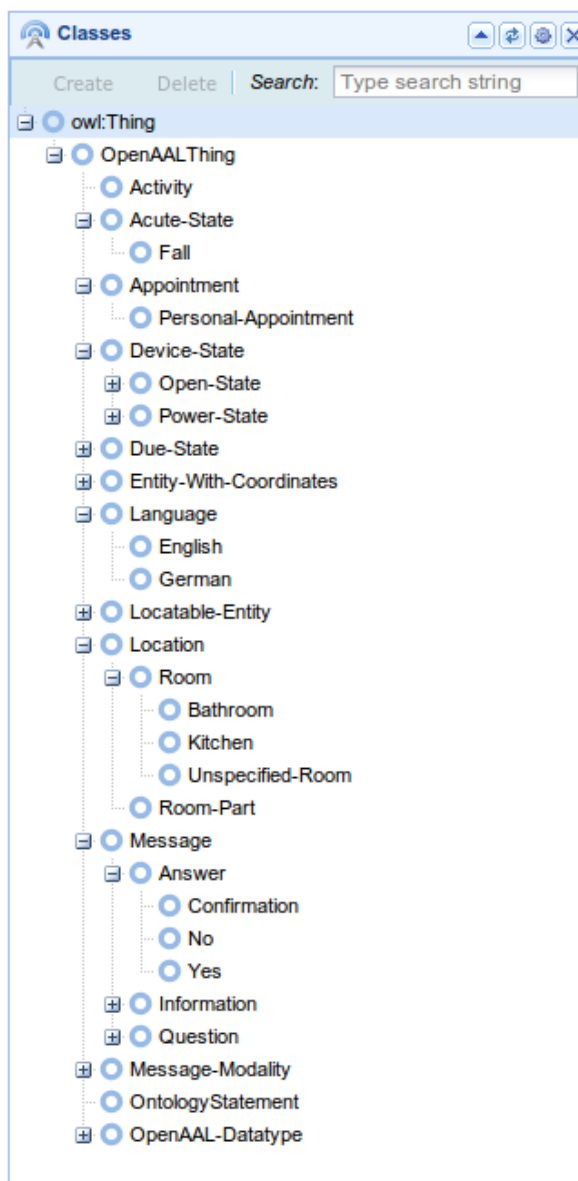 Classes
Create Delete Search: Type search string
owl:Thing
OpenAALThing
Activity
Acute-State
Fall
Appointment
Personal-Appointment
Device-State
Open-State
Power-State
Due-State
Entity-With-Coordinates
Language
English
German
Locatable-Entity
Location
Room
Bathroom
Kitchen
Unspecified-Room
Room-Part
Message
Answer
Confirmation
No
Yes
Information
Question
Message-Modality
OntologyStatement
OpenAAL-Datatype